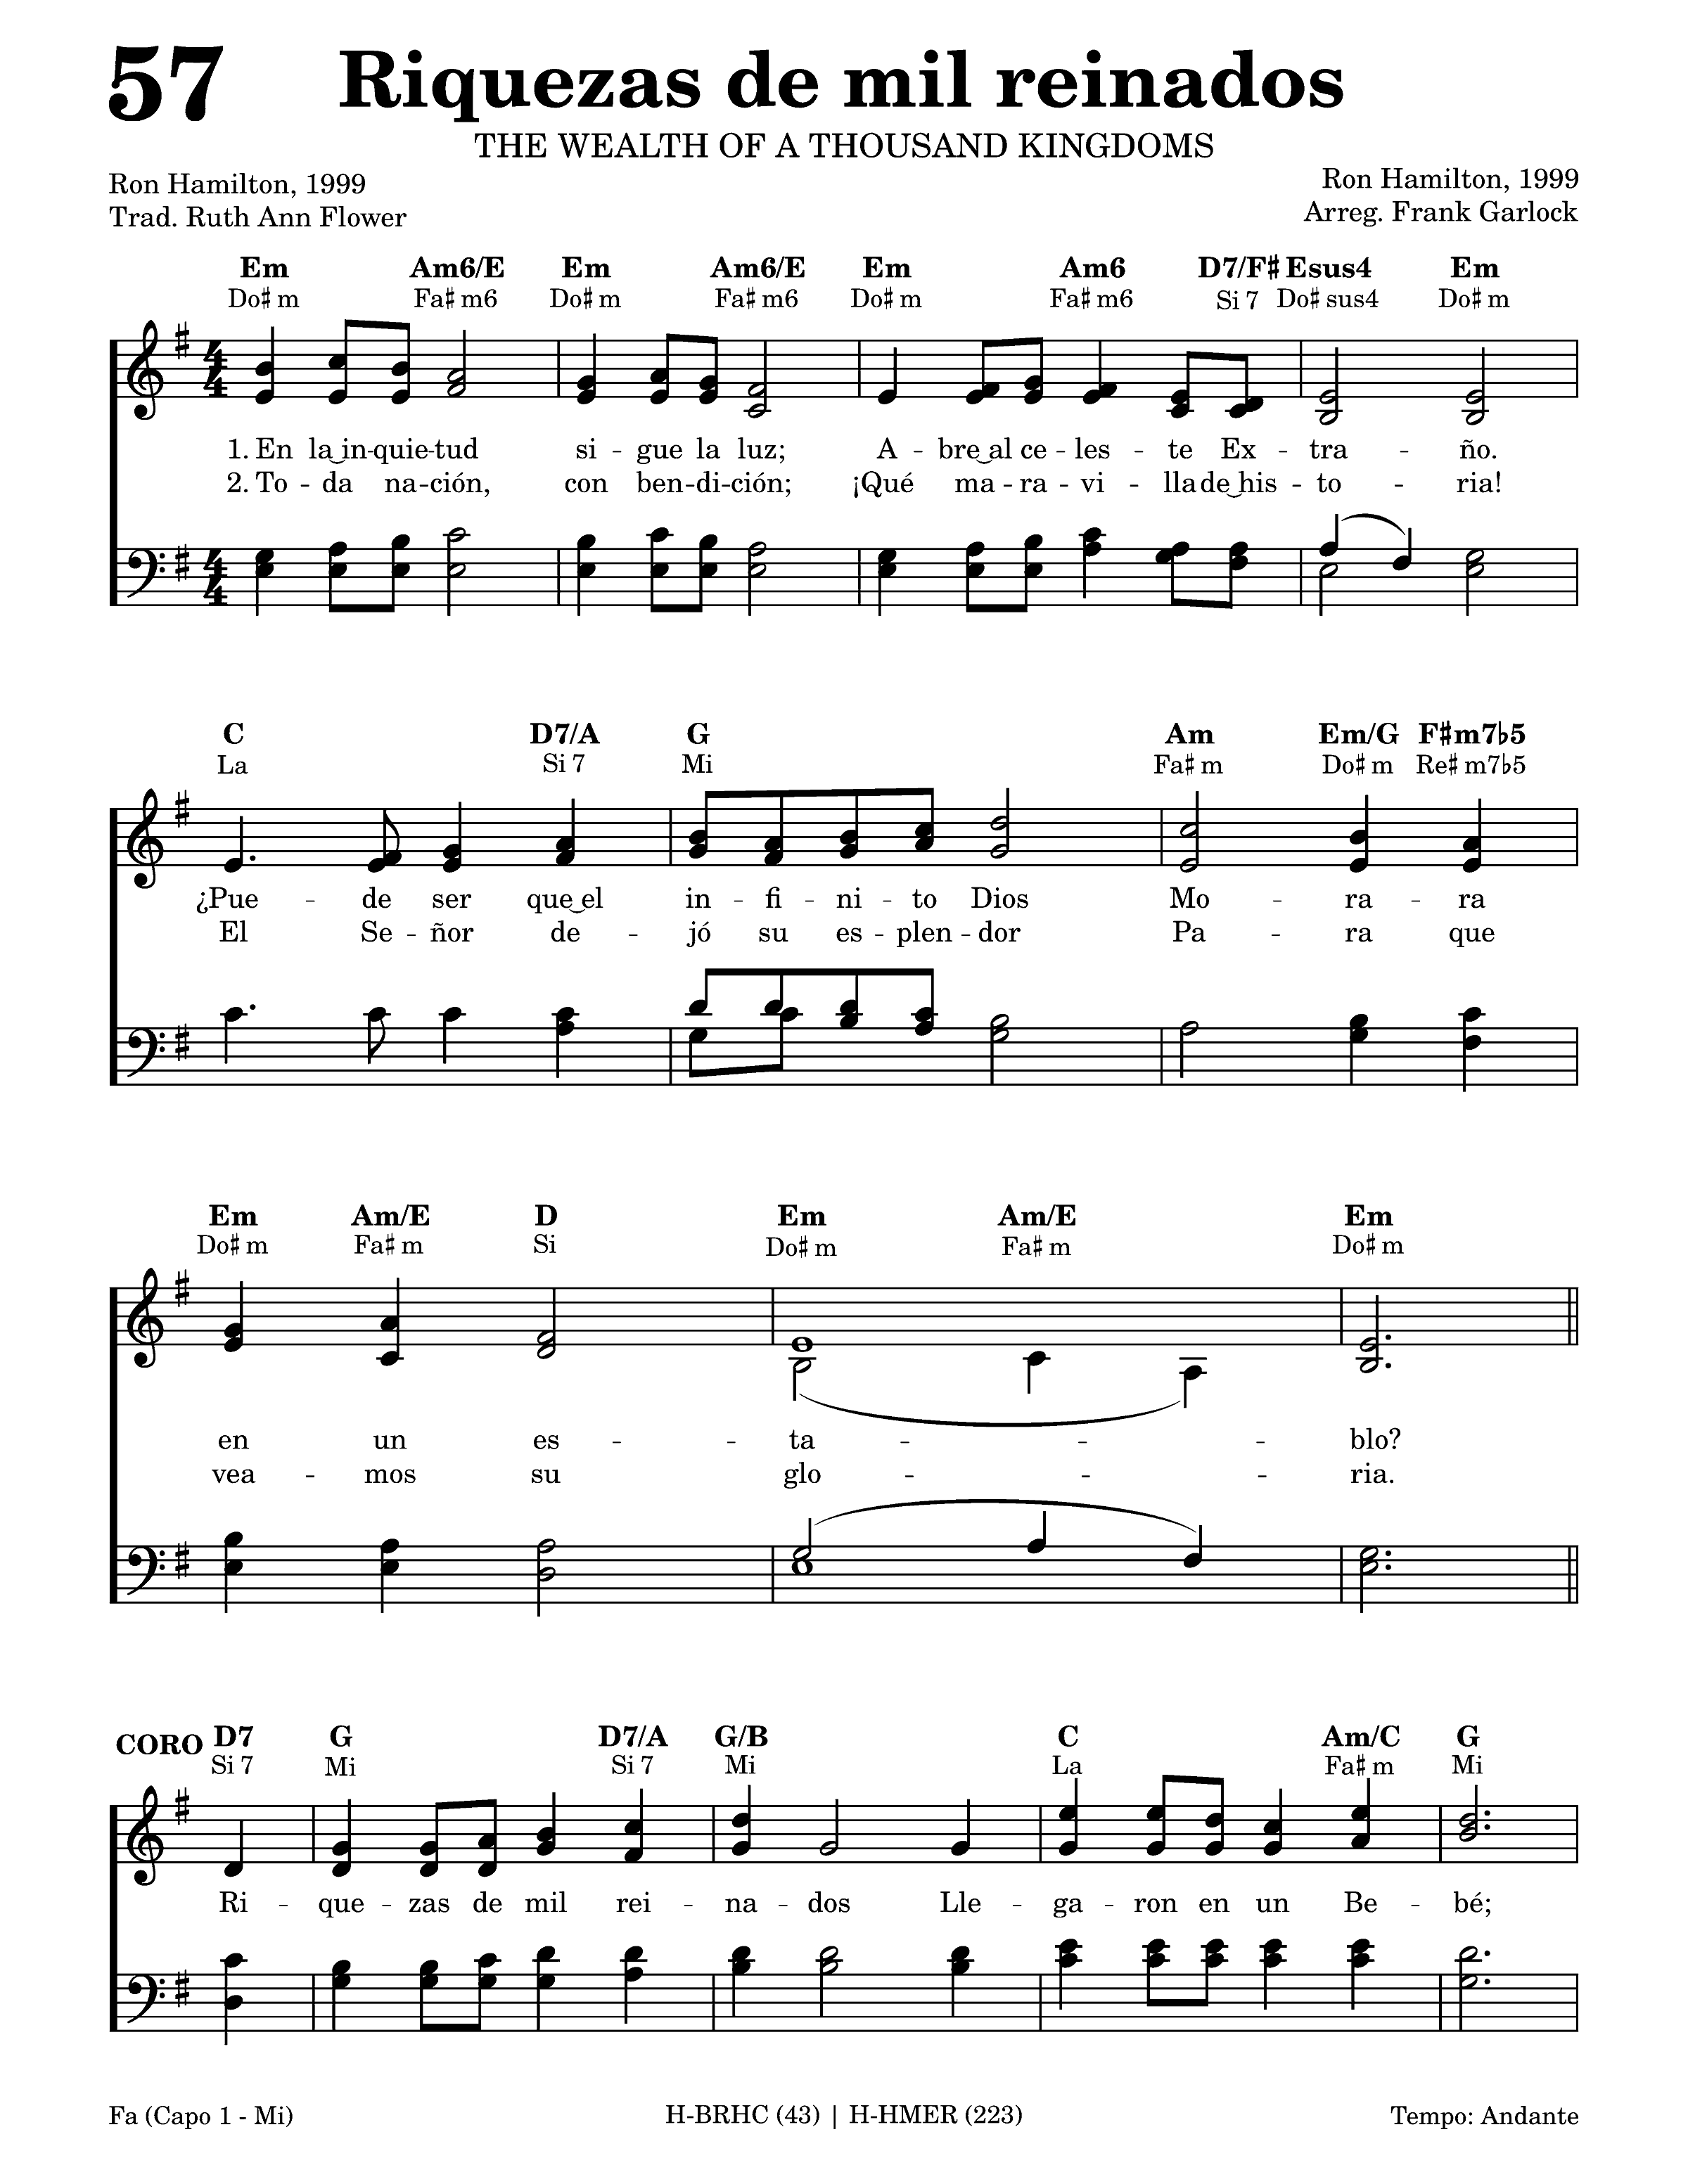 57 Riquezas de mil reinados
THE WEALTH OF A THOUSAND KINGDOMS
Ron Hamilton, 1999 Ron Hamilton, 1999
Trad. Ruth Ann Flower Arreg. Frank Garlock
Em Am6/E Em Am6/E Em Am6 D7/F♯ Esus4 Em
Do♯m Fa♯m6 Do♯m Fa♯m6 Do♯m Fa♯m6 Si 7 Do♯sus4 Do♯m
1. En la in - quie - tud si - gue la luz; A - bre al ce - les - te Ex - tra - ño.
2. To - da na - ción, con ben - di - ción; ¡Qué ma - ra - vi - lla de his - to - ria!
C D7/A G Am Em/G F♯m7♭5
La Si 7 Mi Fa♯m Do♯m Re♯m7♭5
¿Pue - de ser que el in - fi - ni - to Dios Mo - ra - ra
El Se - ñor de - jó su es - plen - dor Pa - ra que
Em Am/E D Em Am/E Em
Do♯m Fa♯m Si Do♯m Fa♯m Do♯m
en un es - ta - - blo?
vea - mos su glo - - ria.
CORO D7 G D7/A G/B C Am/C G
Si 7 Mi Si 7 Mi La Fa♯m Mi
Ri - que - zas de mil rei - na - dos Lle - ga - ron en un Be - bé;
Fa (Capo 1 - Mi) H-BRHC (43) | H-HMER (223) Tempo: Andante